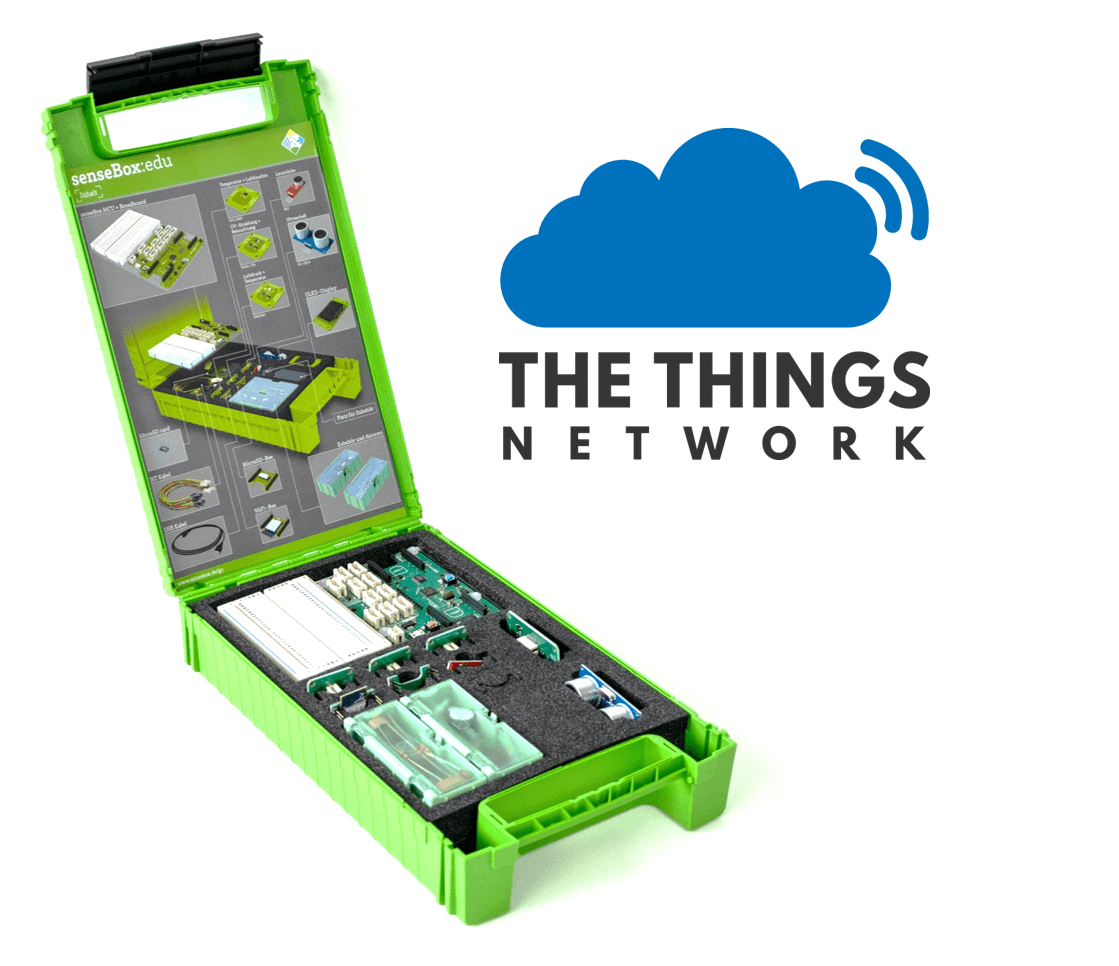 senseBox:edu
Inhalt
senseBox MCU + Breadboard
Temperatur + Luftfeuchte
Lautstärke
UV-Strahlung +
Beleuchtung
Ultraschall
Luftdruck +
Temperatur
OLED-Display
Platz für Zubehör
MicroSD card
MicroSD-Bee
Zubehör und Aktoren
JST Kabel
WiFi-Bee
USB Kabel
www.sensebox.de/go
THE THINGS
NETWORK